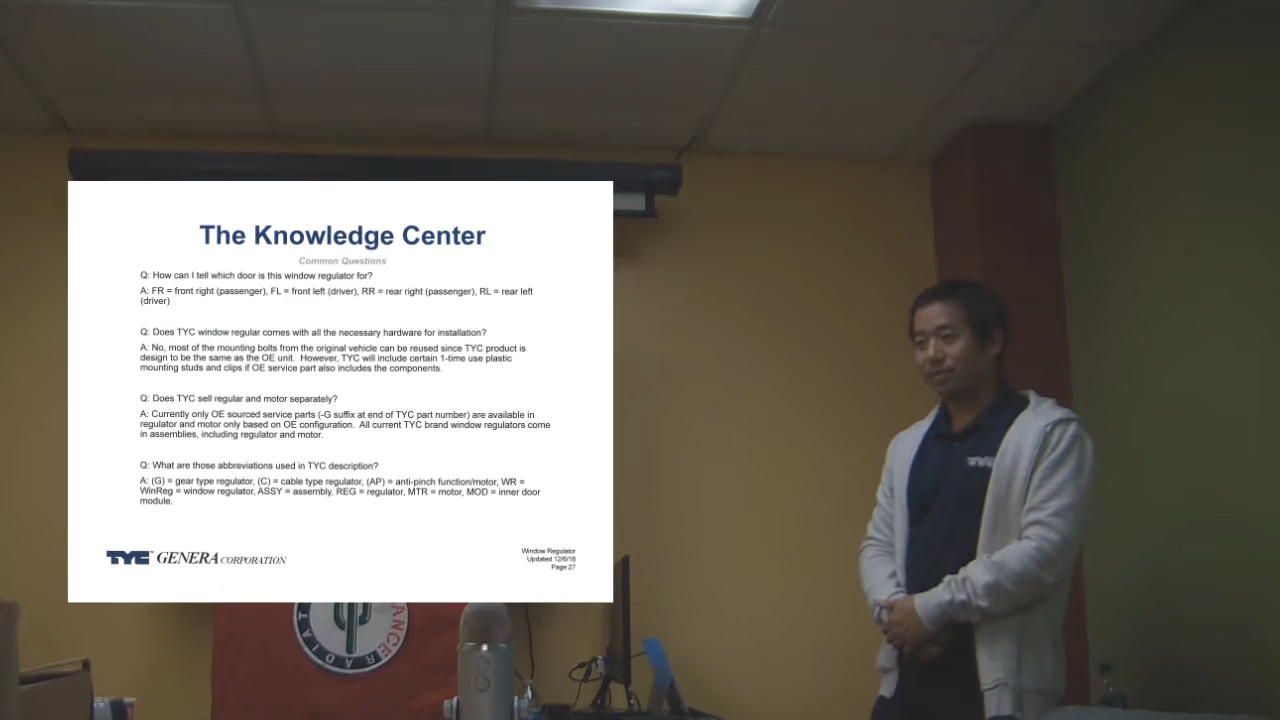 The Knowledge Center
Common Questions
Q: How can I tell which door is this window regulator for?
A: FR = front right (passenger), FL = front left (driver), RR = rear right (passenger), RL = rear left
(driver)
Q: Does TYC window regular comes with all the necessary hardware for installation?
A: No, most of the mounting bolts from the original vehicle can be reused since TYC product is
design to be the same as the OE unit. However, TYC will include certain 1-time use plastic
mounting studs and clips if OE service part also includes the components.
Q: Does TYC sell regular and motor separately?
A: Currently only OE sourced service parts (-G suffix at end of TYC part number) are available in
regulator and motor only based on OE configuration. All current TYC brand window regulators come
in assemblies, including regulator and motor.
Q: What are those abbreviations used in TYC description?
A: (G) = gear type regulator, (C) = cable type regulator, (AP) = anti-pinch function/motor, WR =
WinReg = window regulator, ASSY = assembly, REG = regulator, MTR = motor, MOD = inner door
module.
TYC GENERA CORPORATION
Window Regulator
Updated 12/6/16
Page 27
TYC
ANCE RADIAT